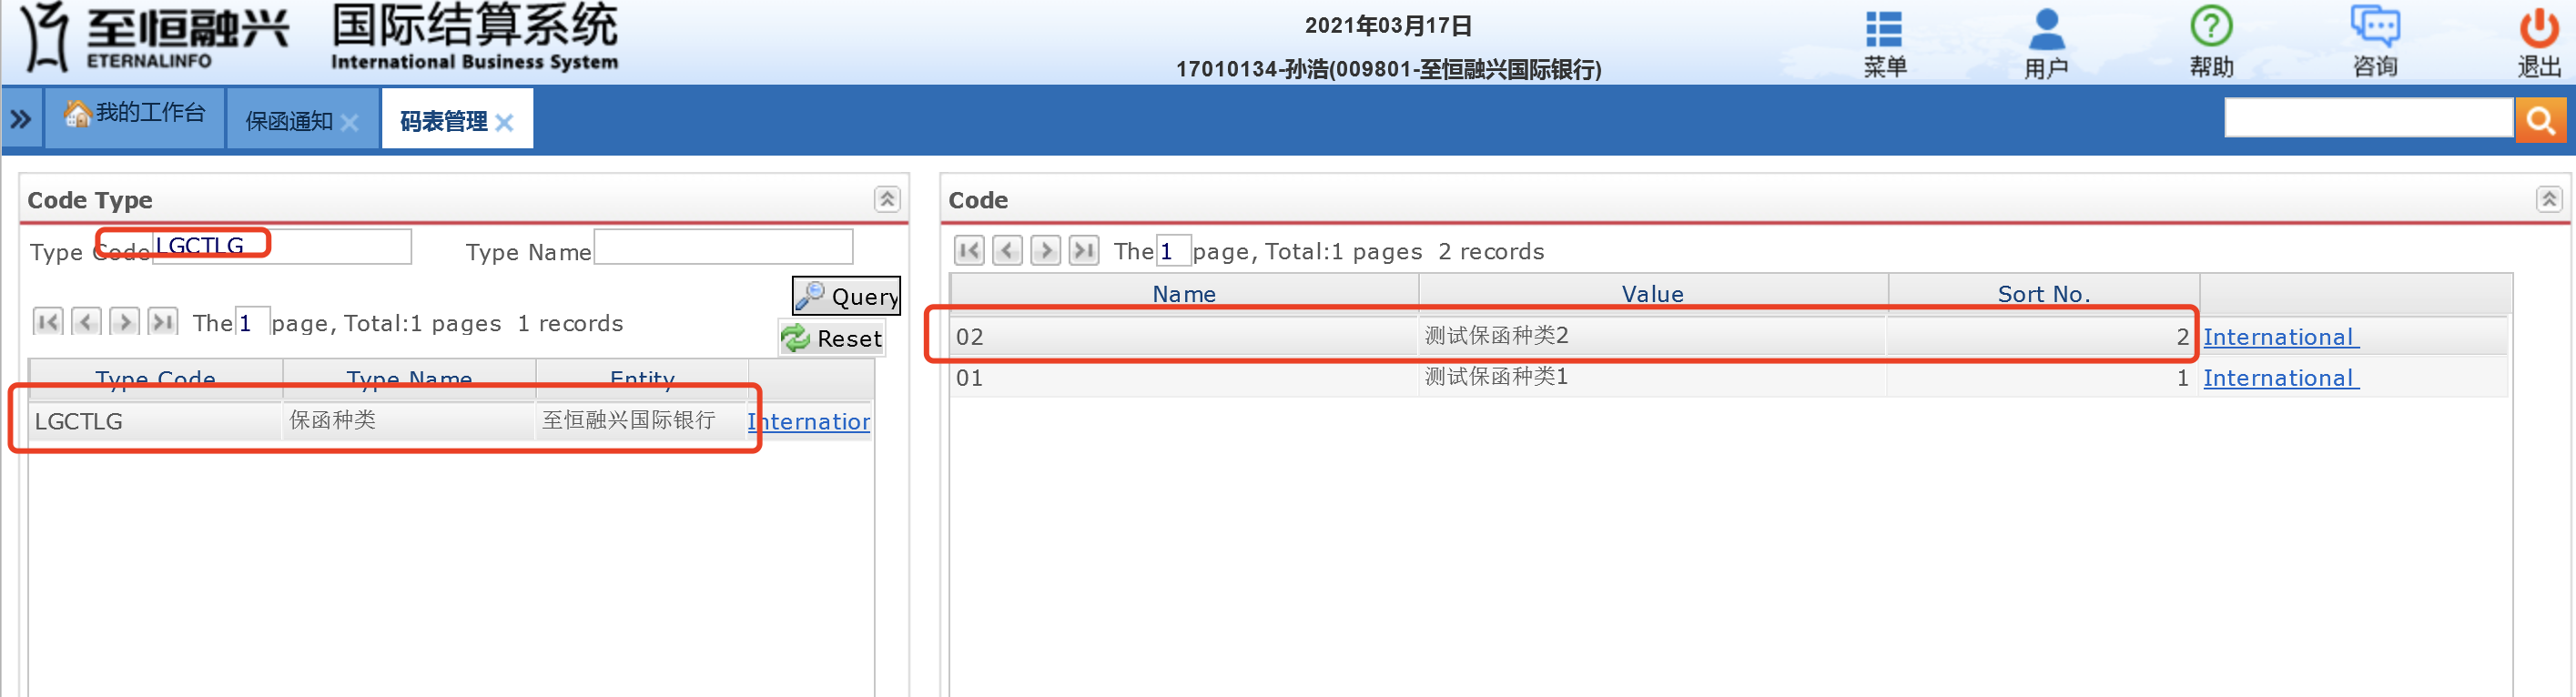 至恒融兴
ETERNALINFO
国际结算系统
International Business System
2021年03月17日
17010134-孙浩(009801-至恒融兴国际银行)
菜单
用户
帮助
咨询
退出
我的工作台
保函通知
码表管理
Code Type
Type Code LGCTLG Type Name
Query
The 1 page, Total:1 pages 1 records
Reset
Type Code Type Name Entity
LGCTLG 保函种类 至恒融兴国际银行 Internation
Code
The 1 page, Total:1 pages 2 records
Name Value Sort No.
02 测试保函种类2 2 International
01 测试保函种类1 1 International